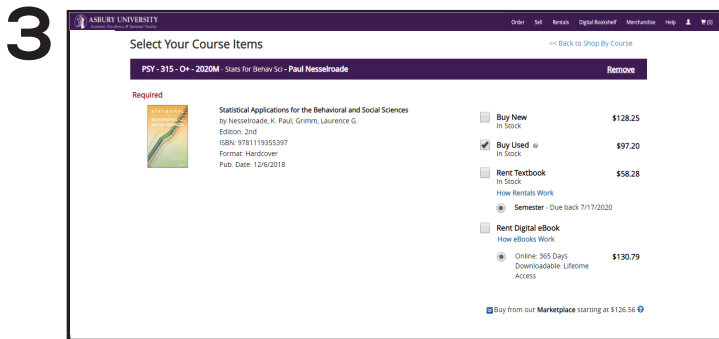 3
ASBURY UNIVERSITY
Academic Excellence & Spiritual Vitality
Order Sell Rentals Digital Bookshelf Merchandise Help (0)
Select Your Course Items
<< Back to Shop By Course
PSY - 315 - O+ - 2020M - Stats for Behav Sci - Paul Nesselroade Remove
Required
STATISTICAL
Statistical Applications for the Behavioral and Social Sciences
by Nesselroade, K. Paul; Grimm, Laurence G.
Edition: 2nd
ISBN: 9781119355397
Format: Hardcover
Pub. Date: 12/6/2018
Buy New $128.25
In Stock
Buy Used $97.20
In Stock
Rent Textbook $58.28
In Stock
How Rentals Work
Semester - Due back 7/17/2020
Rent Digital eBook
How eBooks Work
Online: 365 Days $130.79
Downloadable: Lifetime
Access
Buy from our Marketplace starting at $126.56